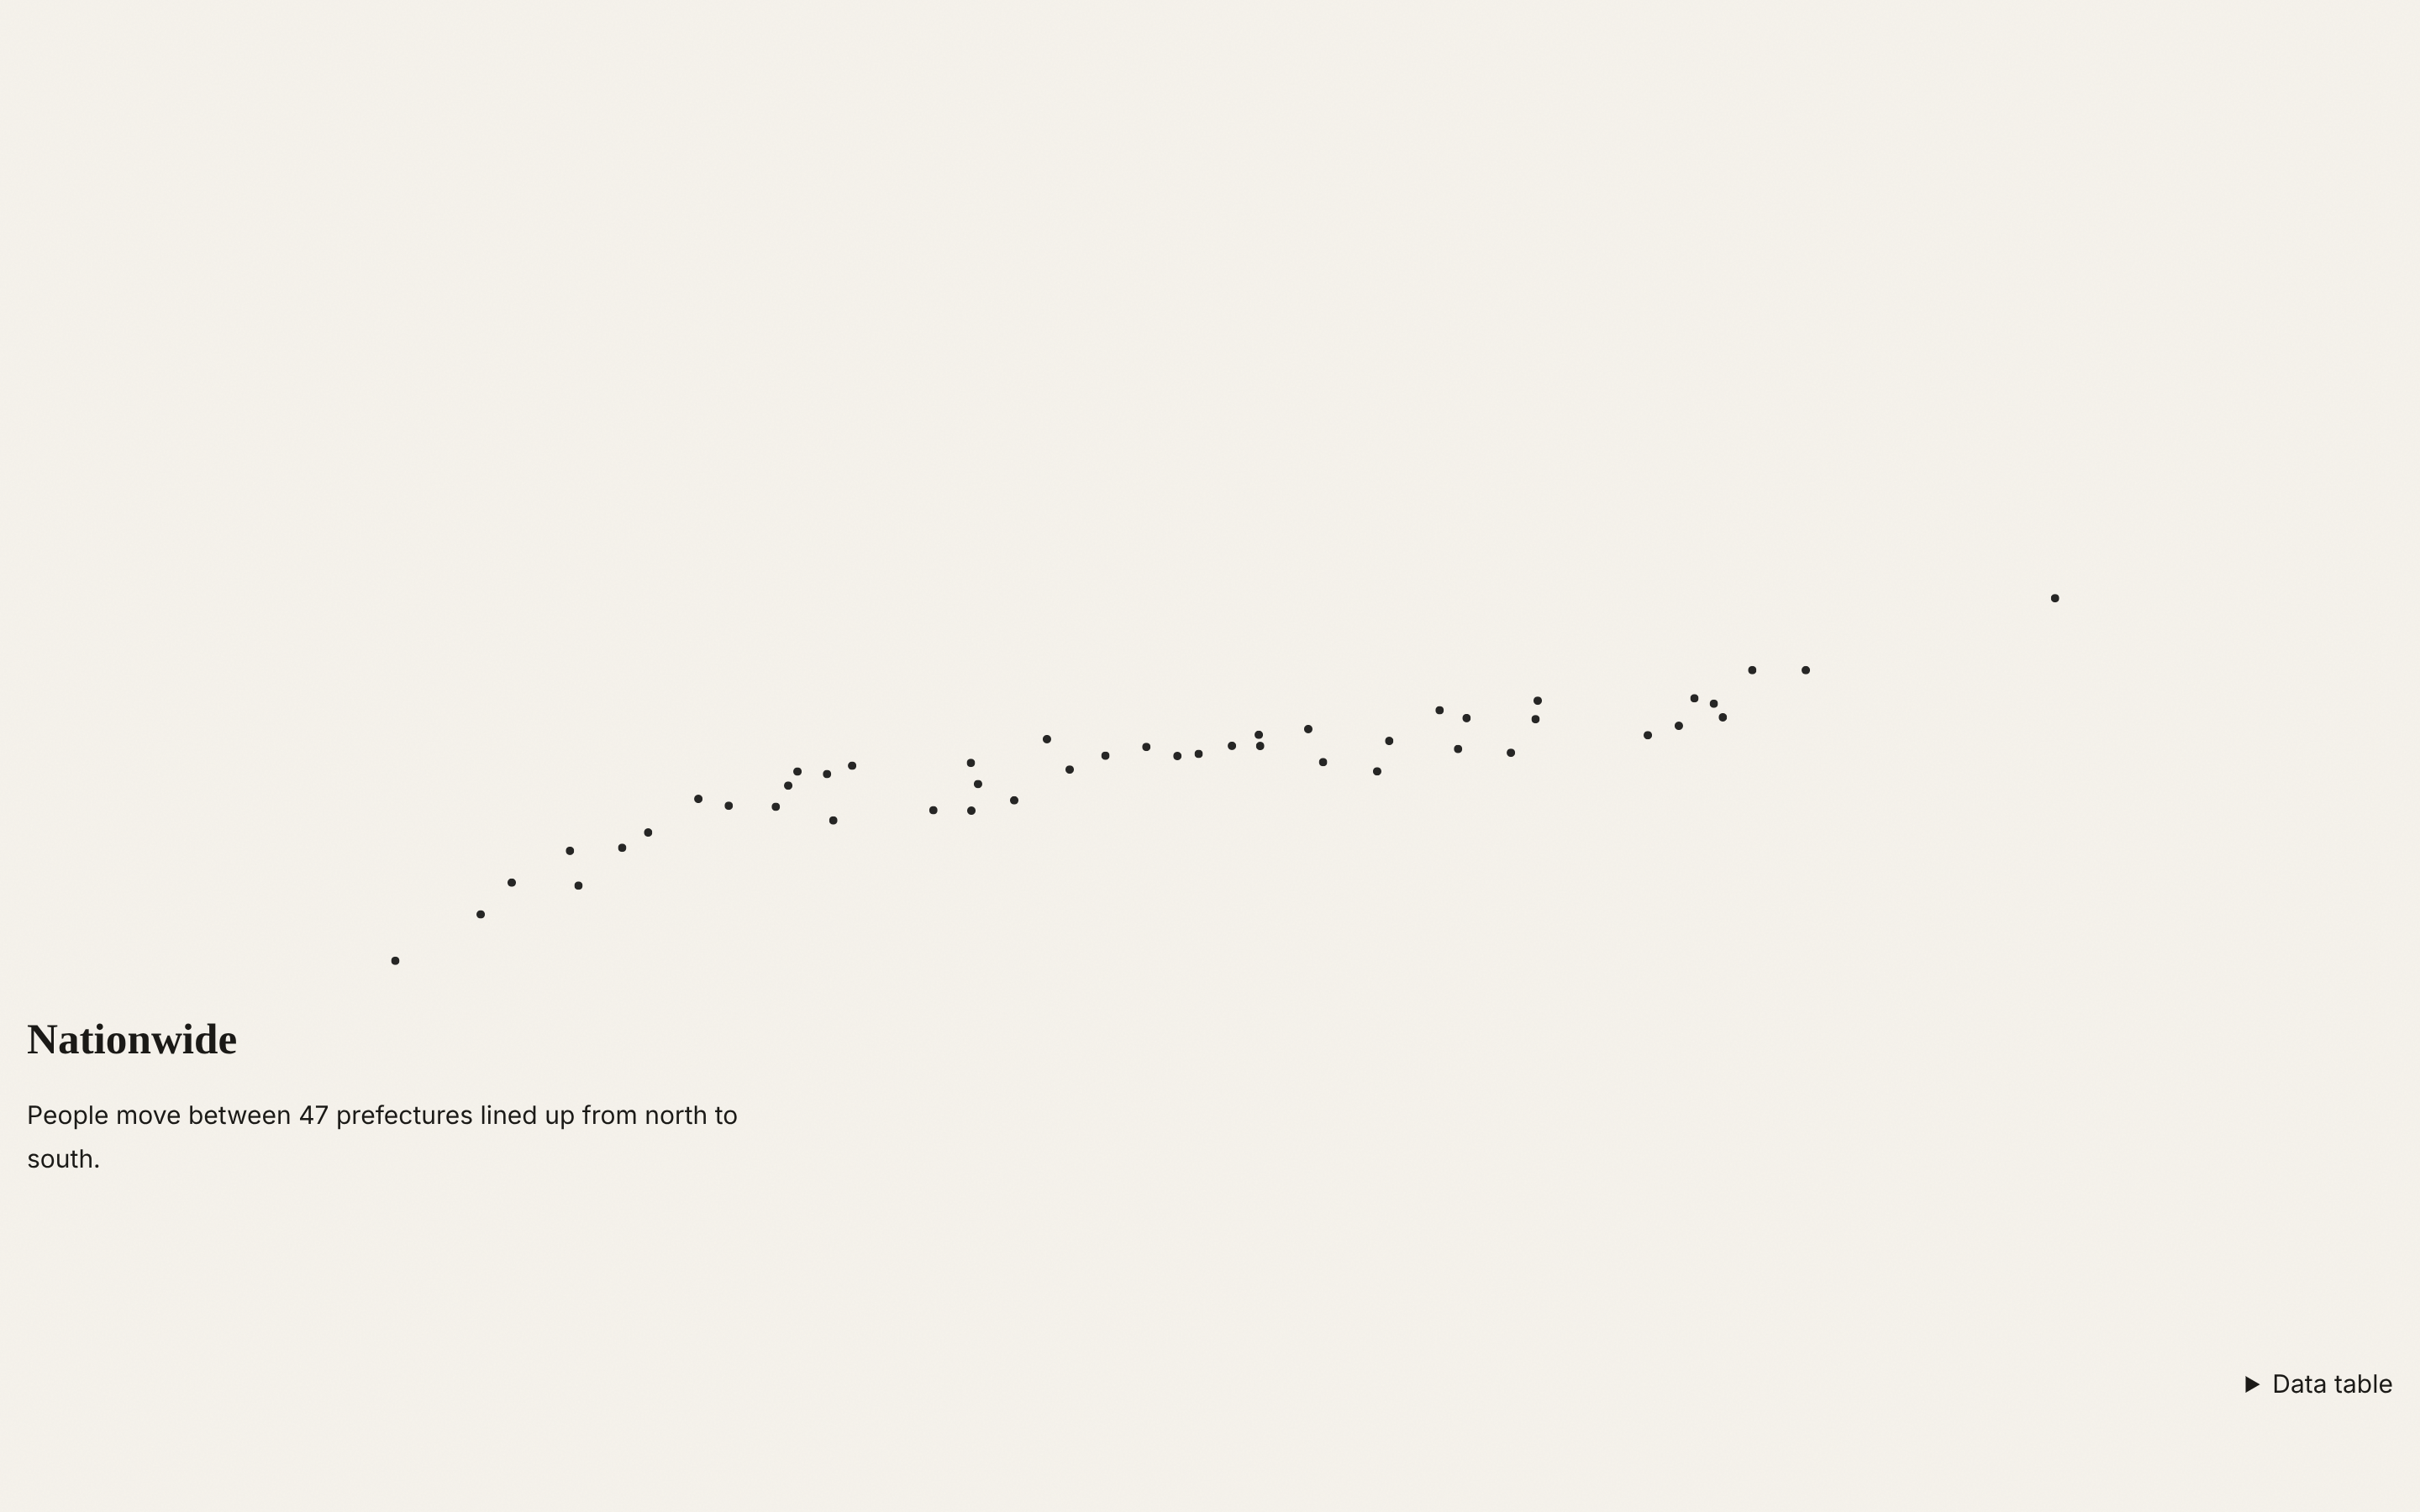 Nationwide
People move between 47 prefectures lined up from north to
south.
Data table